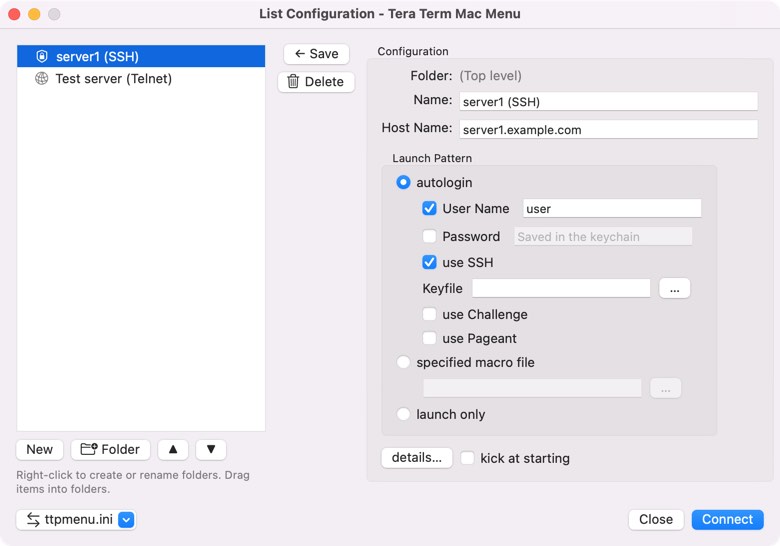 List Configuration - Tera Term Mac Menu
server1 (SSH)
Test server (Telnet)
← Save
Delete
Configuration
Folder: (Top level)
Name: server1 (SSH)
Host Name: server1.example.com
Launch Pattern
autologin
User Name user
Password Saved in the keychain
use SSH
Keyfile ...
use Challenge
use Pageant
specified macro file
...
launch only
New Folder ▲ ▼
details... kick at starting
Right-click to create or rename folders. Drag
items into folders.
ttpmenu.ini
Close Connect